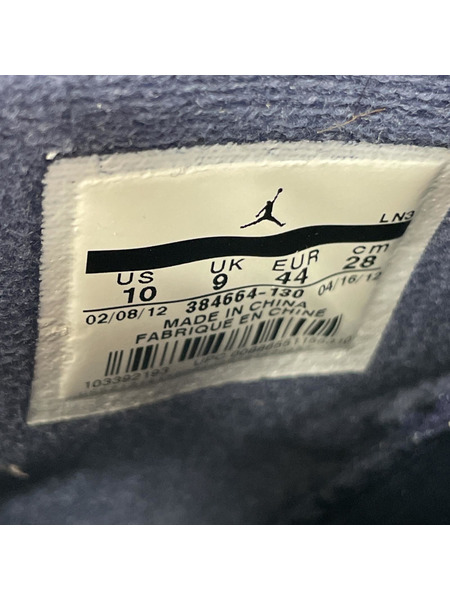 LN3
US UK EUR cm
10 9 44 28
02/08/12 384664-130 04/16/12
MADE IN CHINA
FABRIQUE EN CHINE
103392193